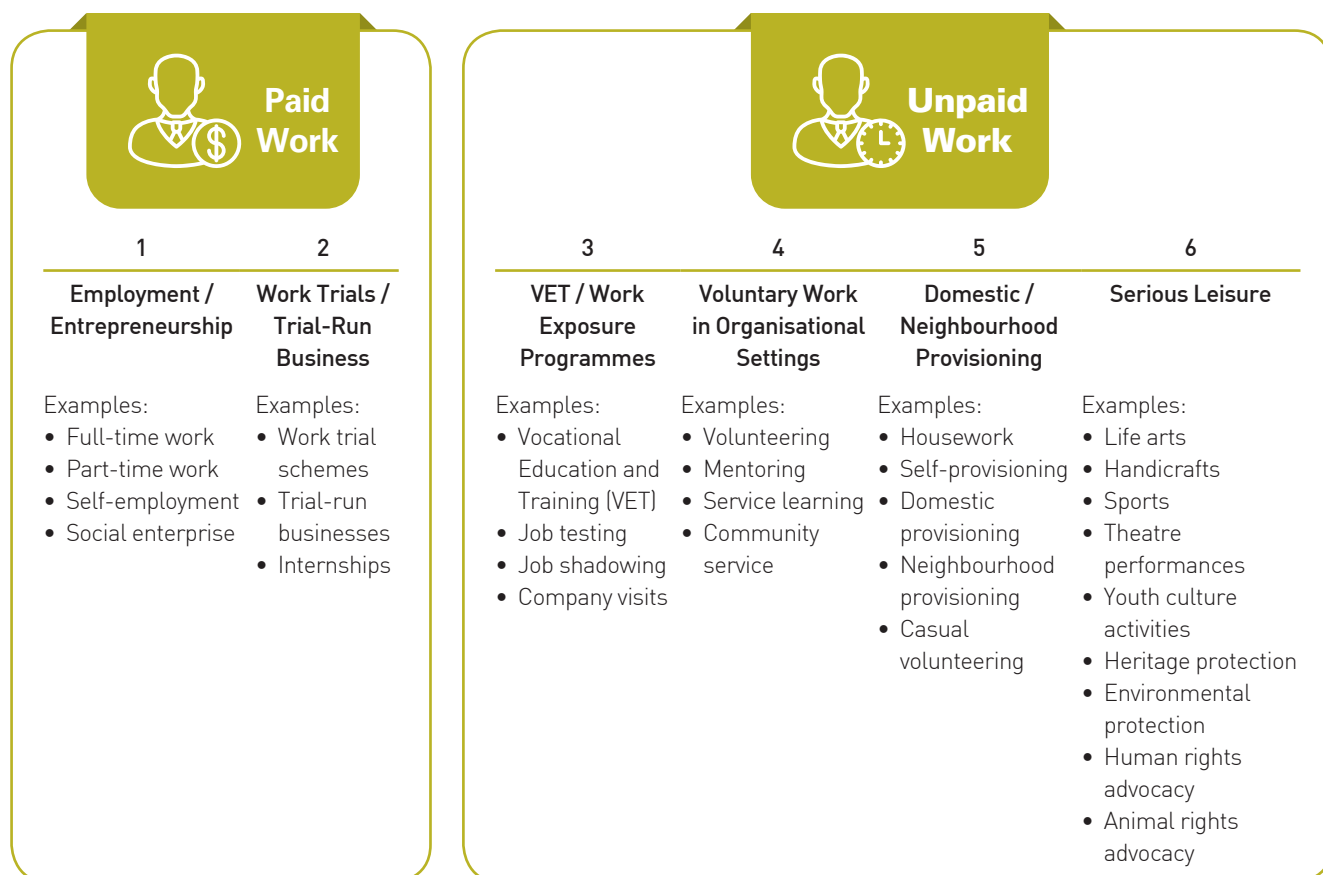 Paid
Work
$
1
2
Employment /
Entrepreneurship
Work Trials /
Trial-Run
Business
Examples:
• Full-time work
• Part-time work
• Self-employment
• Social enterprise
Examples:
• Work trial
schemes
• Trial-run
businesses
• Internships
Unpaid
Work
3
4
5
6
VET / Work
Exposure
Programmes
Voluntary Work
in Organisational
Settings
Domestic /
Neighbourhood
Provisioning
Serious Leisure
Examples:
• Vocational
Education and
Training (VET)
• Job testing
• Job shadowing
• Company visits
Examples:
• Volunteering
• Mentoring
• Service learning
• Community
service
Examples:
• Housework
• Self-provisioning
• Domestic
provisioning
• Neighbourhood
provisioning
• Casual
volunteering
Examples:
• Life arts
• Handicrafts
• Sports
• Theatre
performances
• Youth culture
activities
• Heritage protection
• Environmental
protection
• Human rights
advocacy
• Animal rights
advocacy